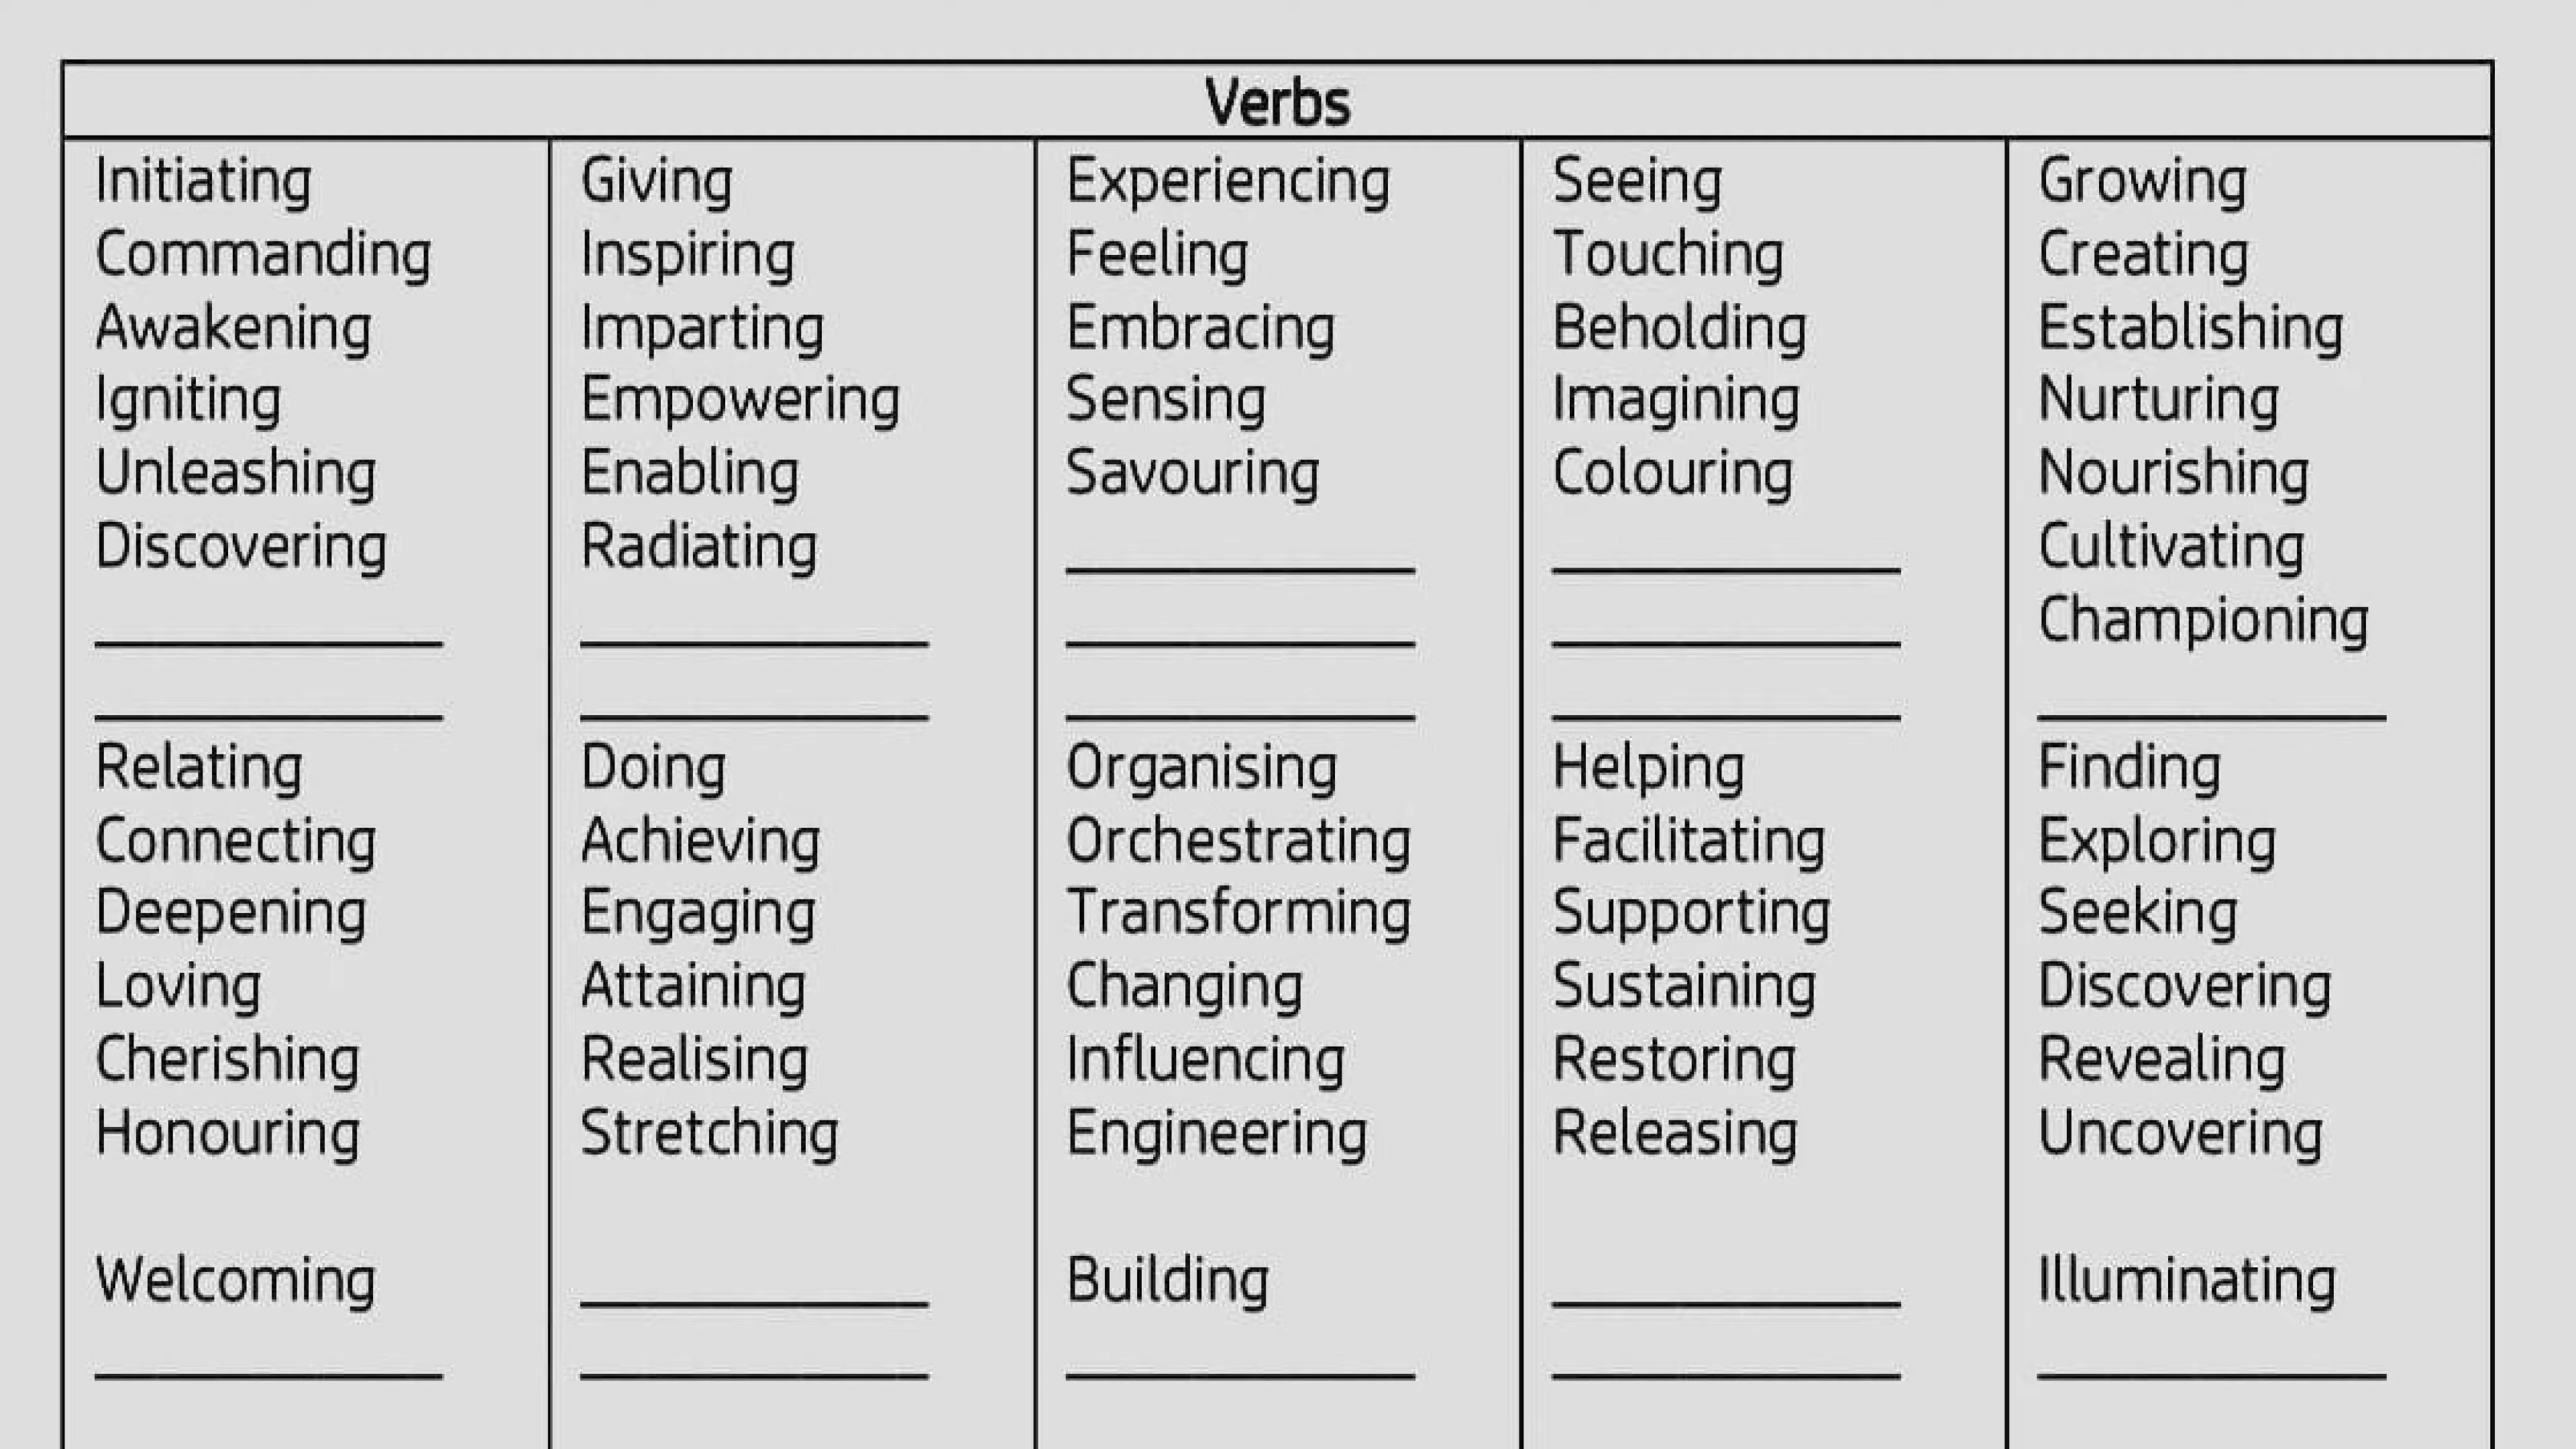 Verbs
Initiating
Commanding
Awakening
Igniting
Unleashing
Discovering
Giving
Inspiring
Imparting
Empowering
Enabling
Radiating
Experiencing
Feeling
Embracing
Sensing
Savouring
Seeing
Touching
Beholding
Imagining
Colouring
Growing
Creating
Establishing
Nurturing
Nourishing
Cultivating
Championing
Relating
Connecting
Deepening
Loving
Cherishing
Honouring
Welcoming
Doing
Achieving
Engaging
Attaining
Realising
Stretching
Organising
Orchestrating
Transforming
Changing
Influencing
Engineering
Building
Helping
Facilitating
Supporting
Sustaining
Restoring
Releasing
Finding
Exploring
Seeking
Discovering
Revealing
Uncovering
Illuminating